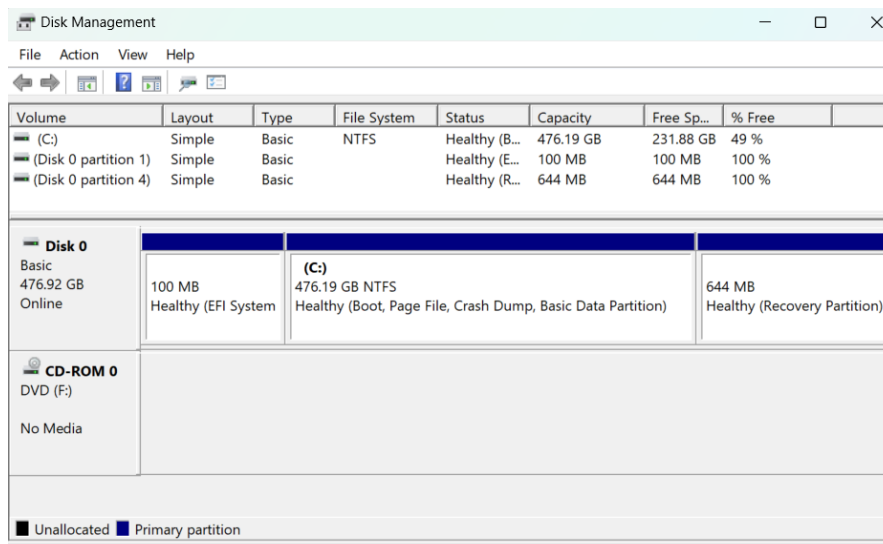 Disk Management
File Action View Help
Volume Layout Type File System Status Capacity Free Sp... % Free
(C:) Simple Basic NTFS Healthy (B... 476.19 GB 231.88 GB 49 %
(Disk 0 partition 1) Simple Basic Healthy (E... 100 MB 100 MB 100 %
(Disk 0 partition 4) Simple Basic Healthy (R... 644 MB 644 MB 100 %
Disk 0
Basic
476.92 GB
Online
100 MB
Healthy (EFI System
(C:)
476.19 GB NTFS
Healthy (Boot, Page File, Crash Dump, Basic Data Partition)
644 MB
Healthy (Recovery Partition)
CD-ROM 0
DVD (F:)
No Media
Unallocated Primary partition